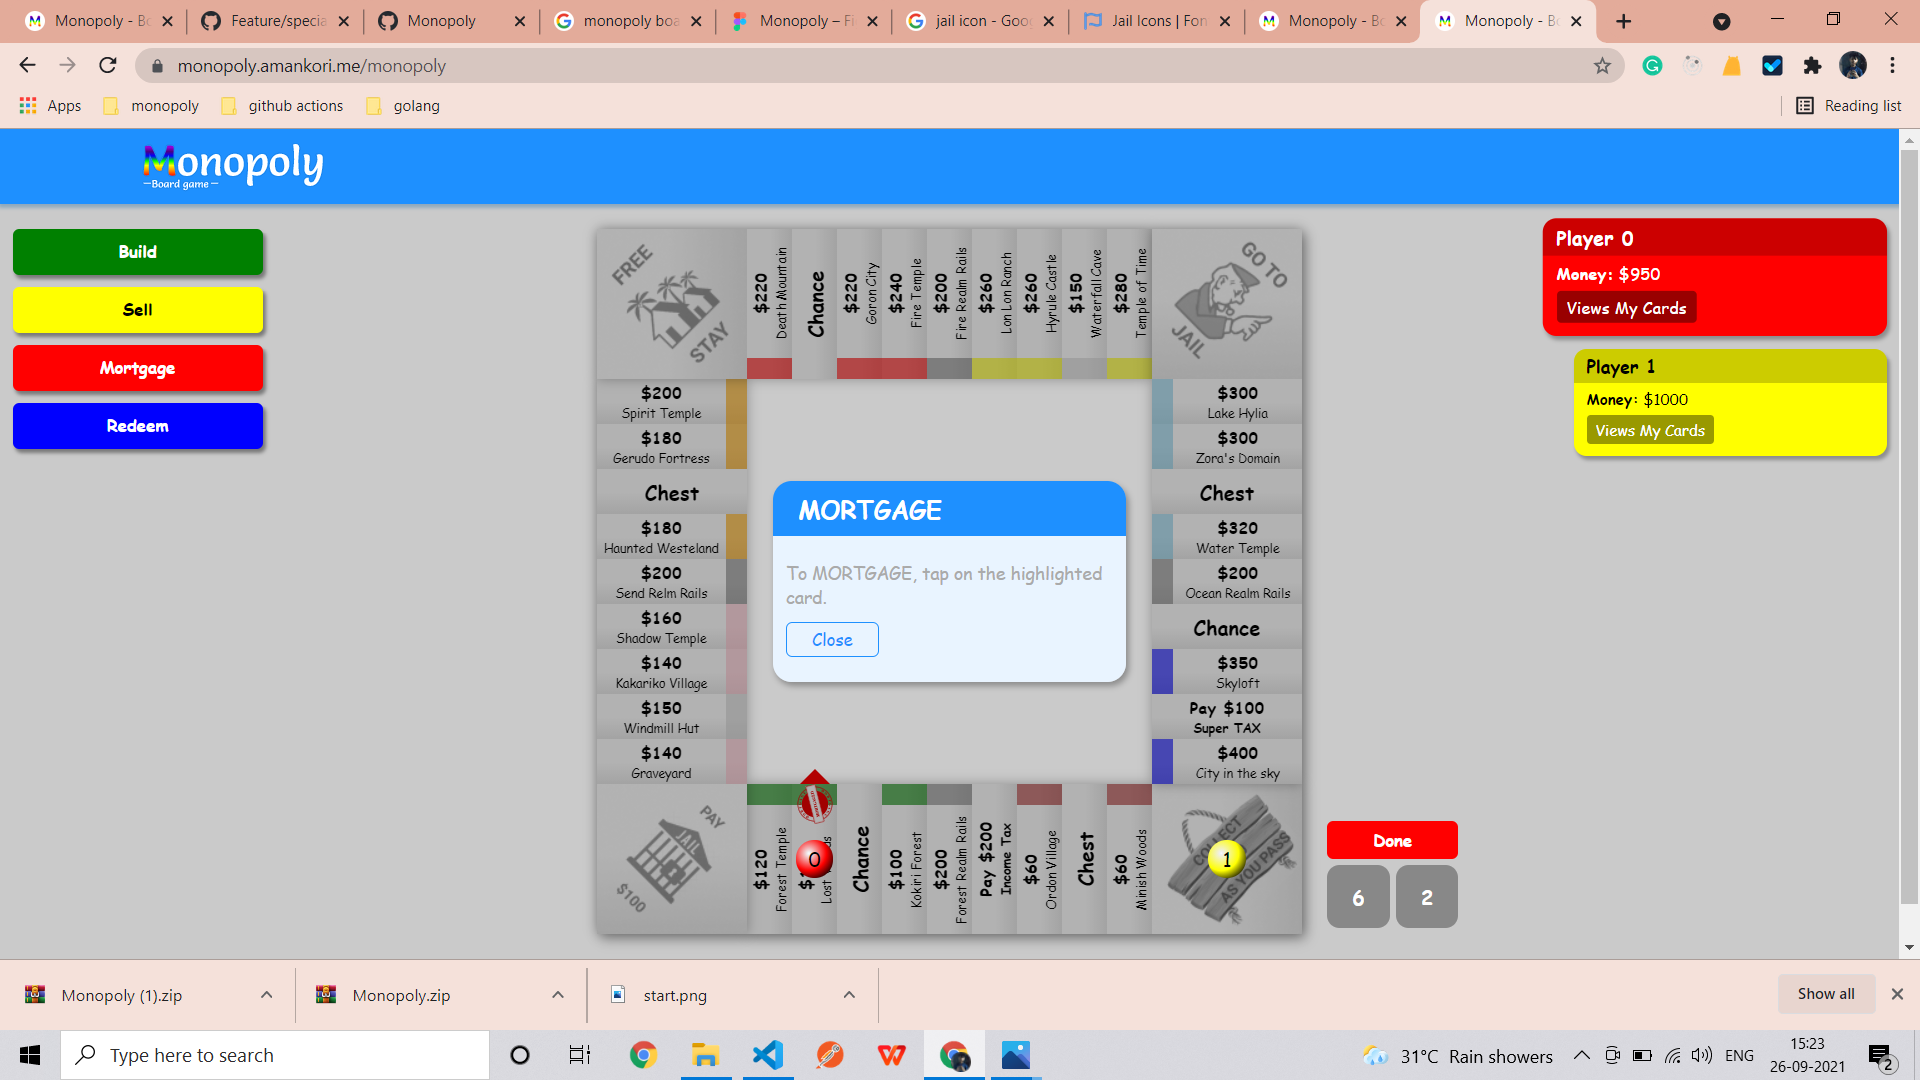 Monopoly - Bo
Feature/specia
Monopoly
monopoly boa
Monopoly – Fi
jail icon - Goog
Jail Icons | Fon
Monopoly - Bo
Monopoly - Bo
monopoly.amankori.me/monopoly
Apps
monopoly
github actions
golang
Reading list
Monopoly
Board game
Build
Sell
Mortgage
Redeem
FREE
STAY
$220
Death Mountain
Chance
$220
Goron City
$240
Fire Temple
$200
Fire Realm Rails
$260
Lon Lon Ranch
$260
Hyrule Castle
$150
Waterfall Cave
$280
Temple of Time
GO TO
JAIL
$200
Spirit Temple
$180
Gerudo Fortress
Chest
$180
Haunted Westeland
$200
Send Relm Rails
$160
Shadow Temple
$140
Kakariko Village
$150
Windmill Hut
$140
Graveyard
$300
Lake Hylia
$300
Zora's Domain
Chest
$320
Water Temple
$200
Ocean Realm Rails
Chance
$350
Skyloft
Pay $100
Super TAX
$400
City in the sky
MORTGAGE
To MORTGAGE, tap on the highlighted
card.
Close
PAY
JAIL
$100
$120
Forest Temple
0
Lost
Chance
$100
Kokiri Forest
$200
Forest Realm Rails
Pay $200
Income Tax
$60
Ordon Village
Chest
$60
Minish Woods
COLLECT
AS YOU PASS
1
Player 0
Money: $950
Views My Cards
Player 1
Money: $1000
Views My Cards
Done
6
2
Monopoly (1).zip
Monopoly.zip
start.png
Show all
Type here to search
31°C Rain showers
ENG
15:23
26-09-2021
2